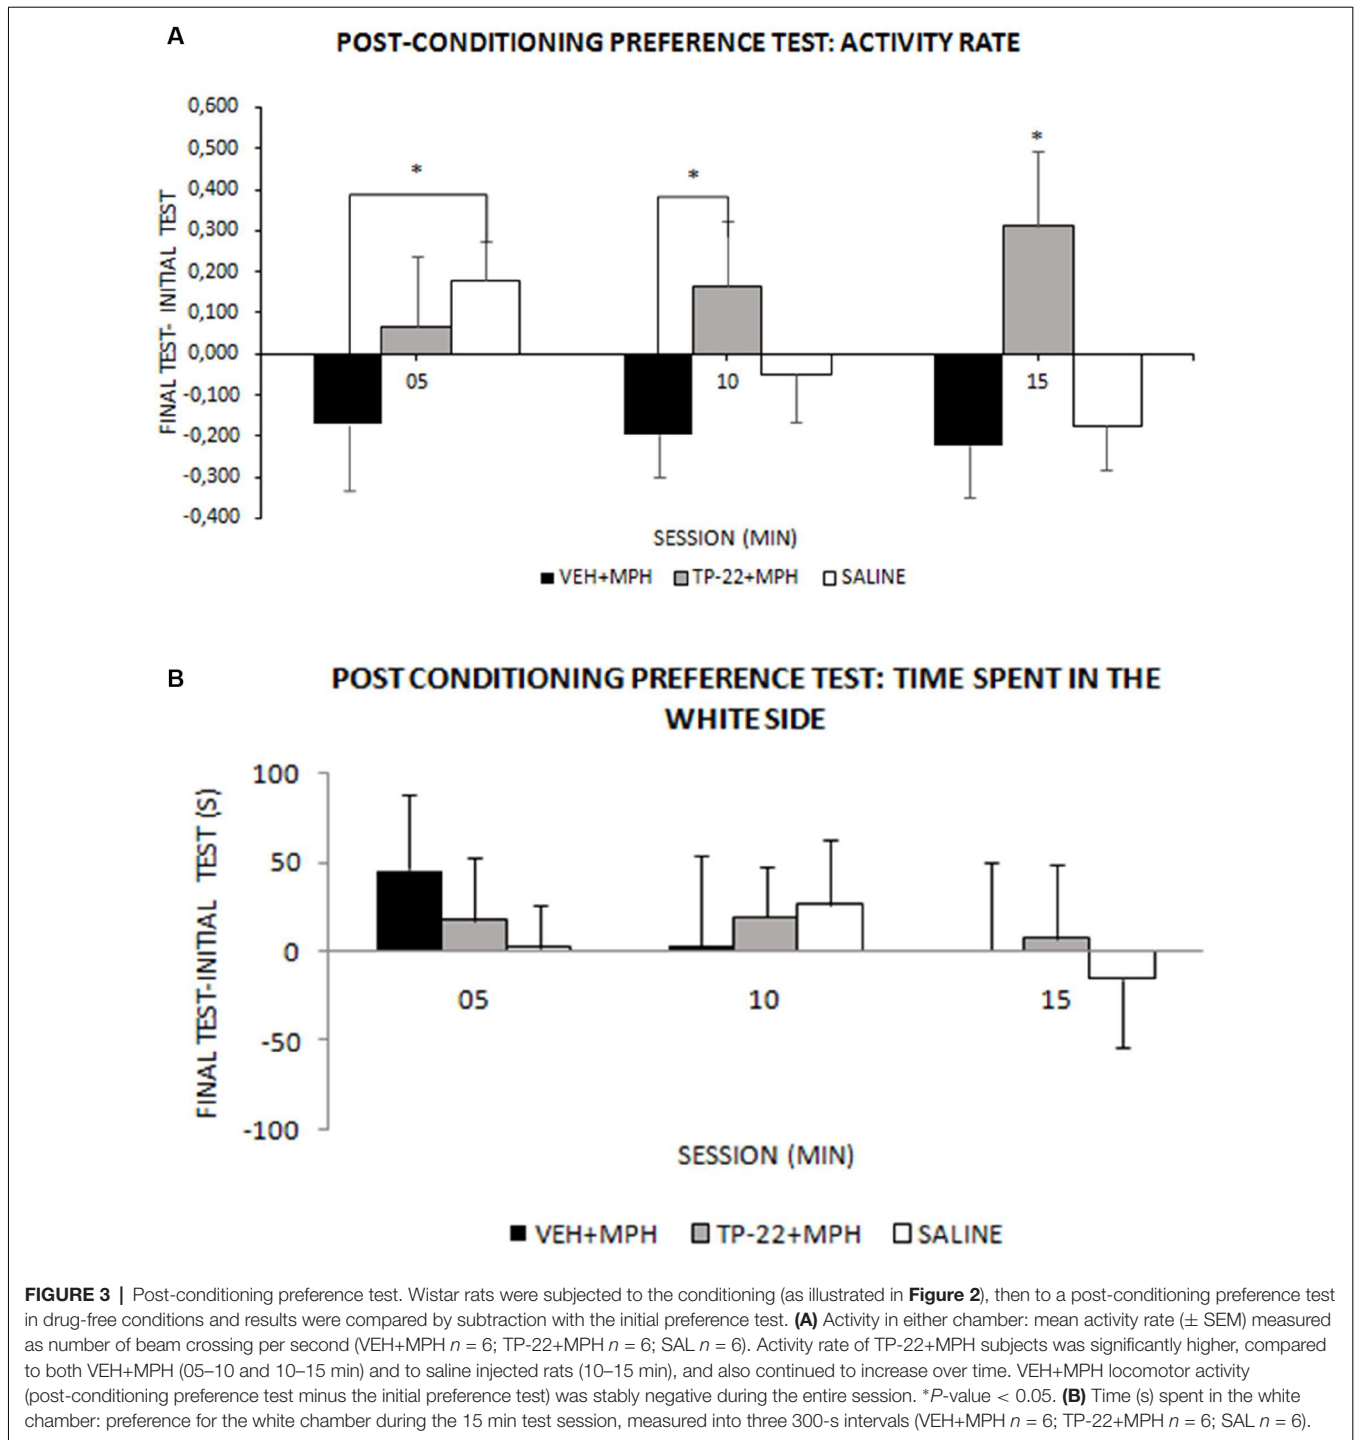 A
POST-CONDITIONING PREFERENCE TEST: ACTIVITY RATE
FINAL TEST- INITIAL TEST
0,600
0,500
0,400
0,300
0,200
0,100
0,000
-0,100
-0,200
-0,300
-0,400
*
*
*
05
10
15
SESSION (MIN)
VEH+MPH TP-22+MPH SALINE
B
POST CONDITIONING PREFERENCE TEST: TIME SPENT IN THE
WHITE SIDE
FINAL TEST-INITIAL TEST (S)
100
50
0
-50
-100
05
10
15
SESSION (MIN)
VEH+MPH TP-22+MPH SALINE
FIGURE 3 | Post-conditioning preference test. Wistar rats were subjected to the conditioning (as illustrated in Figure 2), then to a post-conditioning preference test
in drug-free conditions and results were compared by subtraction with the initial preference test. (A) Activity in either chamber: mean activity rate (± SEM) measured
as number of beam crossing per second (VEH+MPH n = 6; TP-22+MPH n = 6; SAL n = 6). Activity rate of TP-22+MPH subjects was significantly higher, compared
to both VEH+MPH (05–10 and 10–15 min) and to saline injected rats (10–15 min), and also continued to increase over time. VEH+MPH locomotor activity
(post-conditioning preference test minus the initial preference test) was stably negative during the entire session. *P-value < 0.05. (B) Time (s) spent in the white
chamber: preference for the white chamber during the 15 min test session, measured into three 300-s intervals (VEH+MPH n = 6; TP-22+MPH n = 6; SAL n = 6).